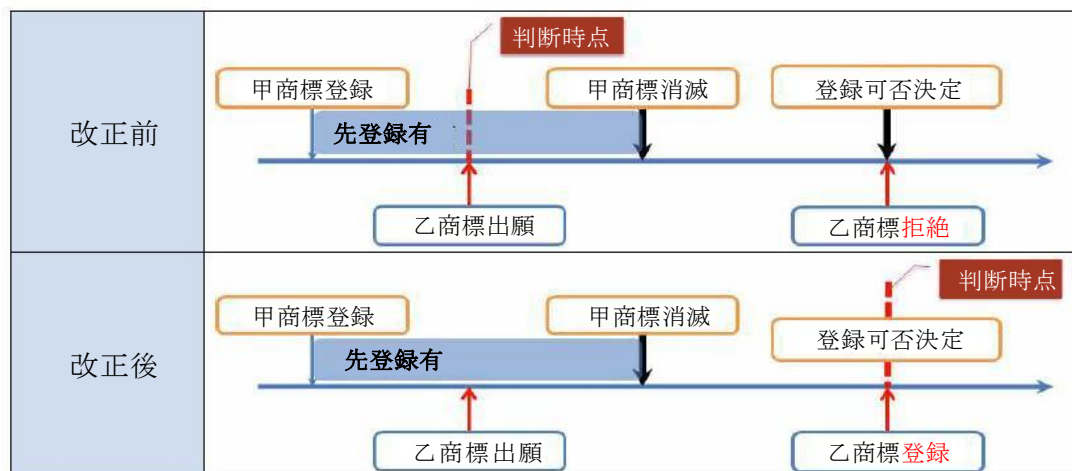 改正前
判断時点
甲商標登録
甲商標消滅
登録可否決定
先登録有
乙商標出願
乙商標拒絶
改正後
判断時点
甲商標登録
甲商標消滅
登録可否決定
先登録有
乙商標出願
乙商標登録